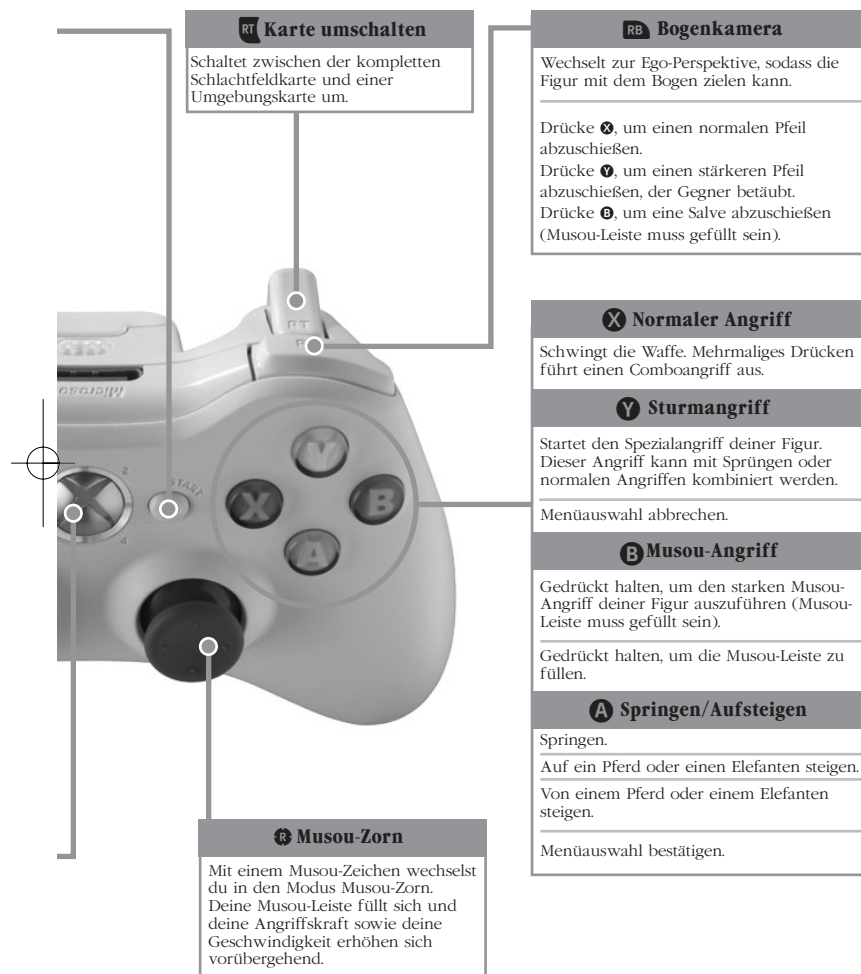 RT Karte umschalten
Schaltet zwischen der kompletten
Schlachtfeldkarte und einer
Umgebungskarte um.
RB Bogenkamera
Wechselt zur Ego-Perspektive, sodass die
Figur mit dem Bogen zielen kann.
Drücke X, um einen normalen Pfeil
abzuschießen.
Drücke Y, um einen stärkeren Pfeil
abzuschießen, der Gegner betäubt.
Drücke B, um eine Salve abzuschießen
(Musou-Leiste muss gefüllt sein).
X Normaler Angriff
Schwingt die Waffe. Mehrmaliges Drücken
führt einen Comboangriff aus.
Y Sturmangriff
Startet den Spezialangriff deiner Figur.
Dieser Angriff kann mit Sprüngen oder
normalen Angriffen kombiniert werden.
Menüauswahl abbrechen.
B Musou-Angriff
Gedrückt halten, um den starken Musou-
Angriff deiner Figur auszuführen (Musou-
Leiste muss gefüllt sein).
Gedrückt halten, um die Musou-Leiste zu
füllen.
A Springen/Aufsteigen
Springen.
Auf ein Pferd oder einen Elefanten steigen.
Von einem Pferd oder einem Elefanten
steigen.
Menüauswahl bestätigen.
RT
Microsof
2
START
4
Y
X
B
A
R Musou-Zorn
Mit einem Musou-Zeichen wechselst
du in den Modus Musou-Zorn.
Deine Musou-Leiste füllt sich und
deine Angriffskraft sowie deine
Geschwindigkeit erhöhen sich
vorübergehend.